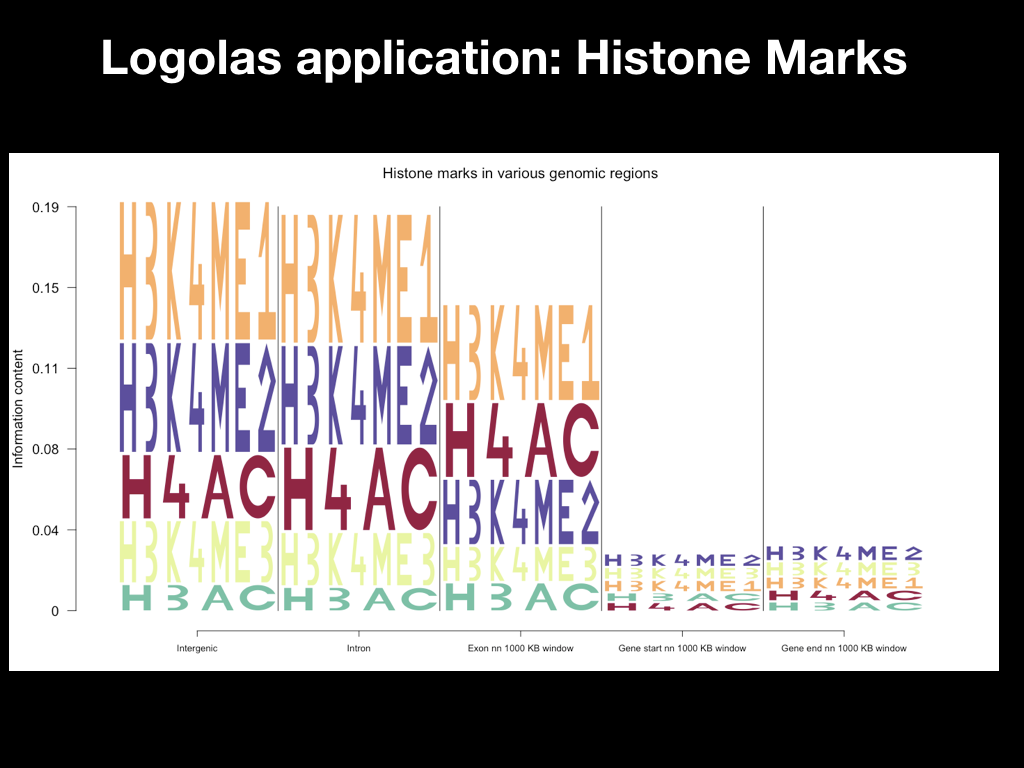 Logolas application: Histone Marks
Histone marks in various genomic regions
Information content
0.19
0.15
0.11
0.08
0.04
0
H3K4ME1
H3K4ME2
H4AC
H3K4ME3
H3AC
H3K4ME1
H3K4ME2
H4AC
H3K4ME3
H3AC
H3K4ME1
H4AC
H3K4ME2
H3K4ME3
H3AC
H3K4ME2
H3K4ME3
H3K4ME1
H3AC
H4AC
H3K4ME2
H3K4ME3
H3K4ME1
H4AC
H3AC
Intergenic
Intron
Exon nn 1000 KB window
Gene start nn 1000 KB window
Gene end nn 1000 KB window